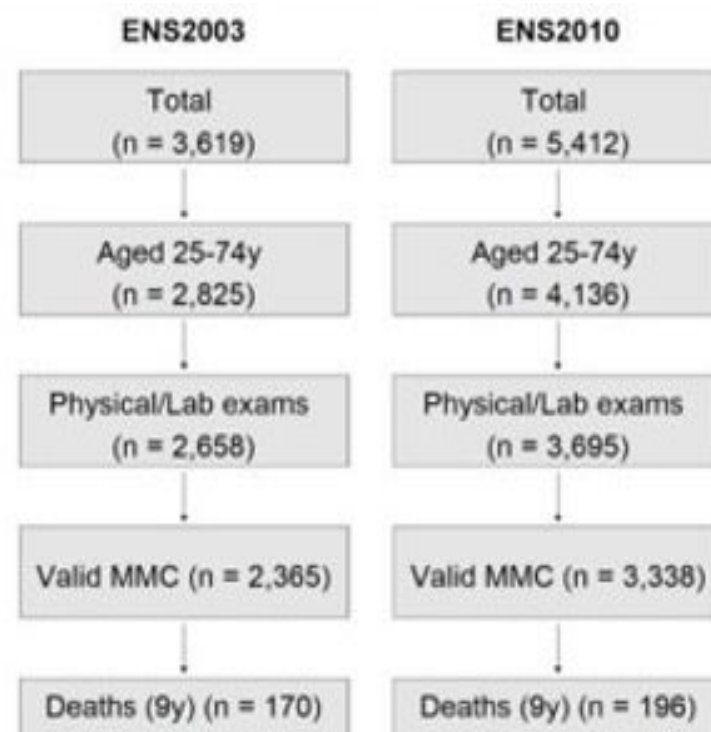 ENS2003
Total
(n = 3,619)
Aged 25-74y
(n = 2,825)
Physical/Lab exams
(n = 2,658)
Valid MMC (n = 2,365)
Deaths (9y) (n = 170)
ENS2010
Total
(n = 5,412)
Aged 25-74y
(n = 4,136)
Physical/Lab exams
(n = 3,695)
Valid MMC (n = 3,338)
Deaths (9y) (n = 196)